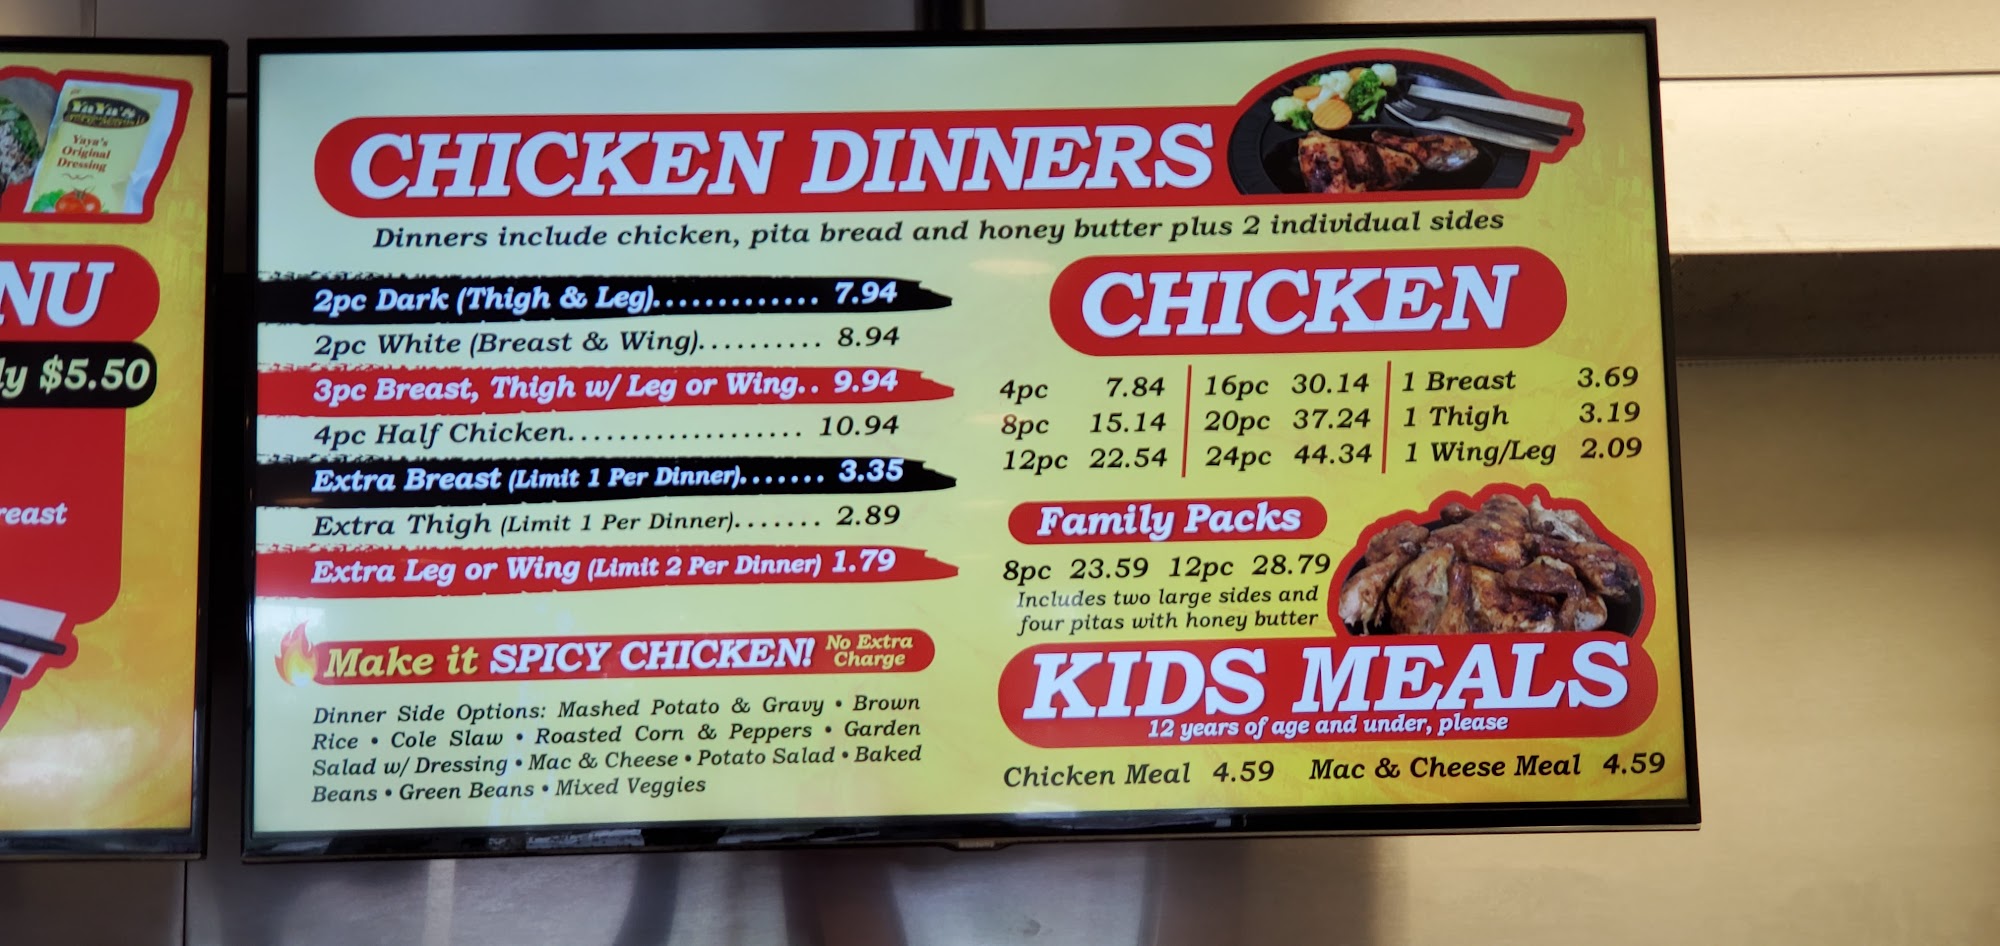 YaYa's
Yaya's
Original
Dressing
NU
ly $5.50
reast
CHICKEN DINNERS
Dinners include chicken, pita bread and honey butter plus 2 individual sides
2pc Dark (Thigh & Leg)............. 7.94
2pc White (Breast & Wing).......... 8.94
3pc Breast, Thigh w/ Leg or Wing.. 9.94
4pc Half Chicken................... 10.94
Extra Breast (Limit 1 Per Dinner)....... 3.35
Extra Thigh (Limit 1 Per Dinner)....... 2.89
Extra Leg or Wing (Limit 2 Per Dinner) 1.79
Make it SPICY CHICKEN! No Extra
Charge
Dinner Side Options: Mashed Potato & Gravy • Brown
Rice • Cole Slaw • Roasted Corn & Peppers • Garden
Salad w/ Dressing • Mac & Cheese • Potato Salad • Baked
Beans • Green Beans • Mixed Veggies
CHICKEN
4pc 7.84 16pc 30.14 1 Breast 3.69
8pc 15.14 20pc 37.24 1 Thigh 3.19
12pc 22.54 24pc 44.34 1 Wing/Leg 2.09
Family Packs
8pc 23.59 12pc 28.79
Includes two large sides and
four pitas with honey butter
KIDS MEALS
12 years of age and under, please
Chicken Meal 4.59 Mac & Cheese Meal 4.59